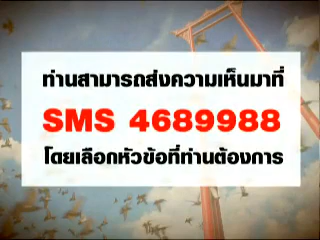 ท่านสามารถส่งความเห็นมาที่
SMS 4689988
โดยเลือกหัวข้อที่ท่านต้องการ